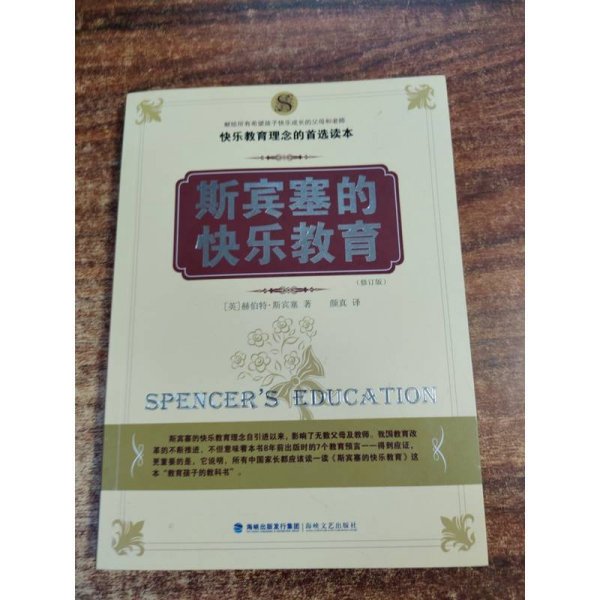 献给所有希望孩子快乐成长的父母和老师
快乐教育理念的首选读本
斯宾塞的
快乐教育
(修订版)
[英]赫伯特·斯宾塞 著 颜真 译
SPENCER'S EDUCATION
斯宾塞的快乐教育理念自引进以来，影响了无数父母及教师。我国教育改
革的不断推进，不但意味着本书8年前出版时的7个教育预言一一得到应证，
更重要的是，它说明，所有中国家长都应该读一读《斯宾塞的快乐教育》这
本“教育孩子的教科书”。
海峡出版发行集团 海峡文艺出版社